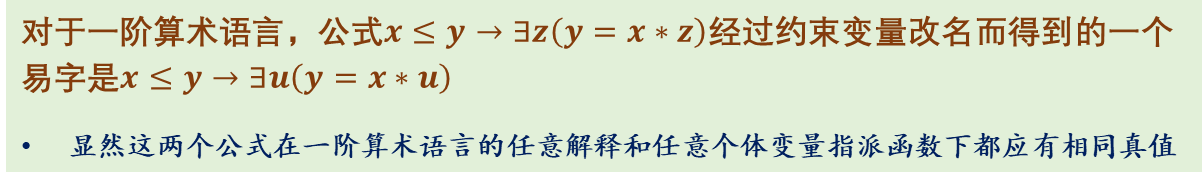 对于一阶算术语言，公式x ≤ y → ∃z(y = x ∗ z)经过约束变量改名而得到的一个
易字是x ≤ y → ∃u(y = x ∗ u)
• 显然这两个公式在一阶算术语言的任意解释和任意个体变量指派函数下都应有相同真值